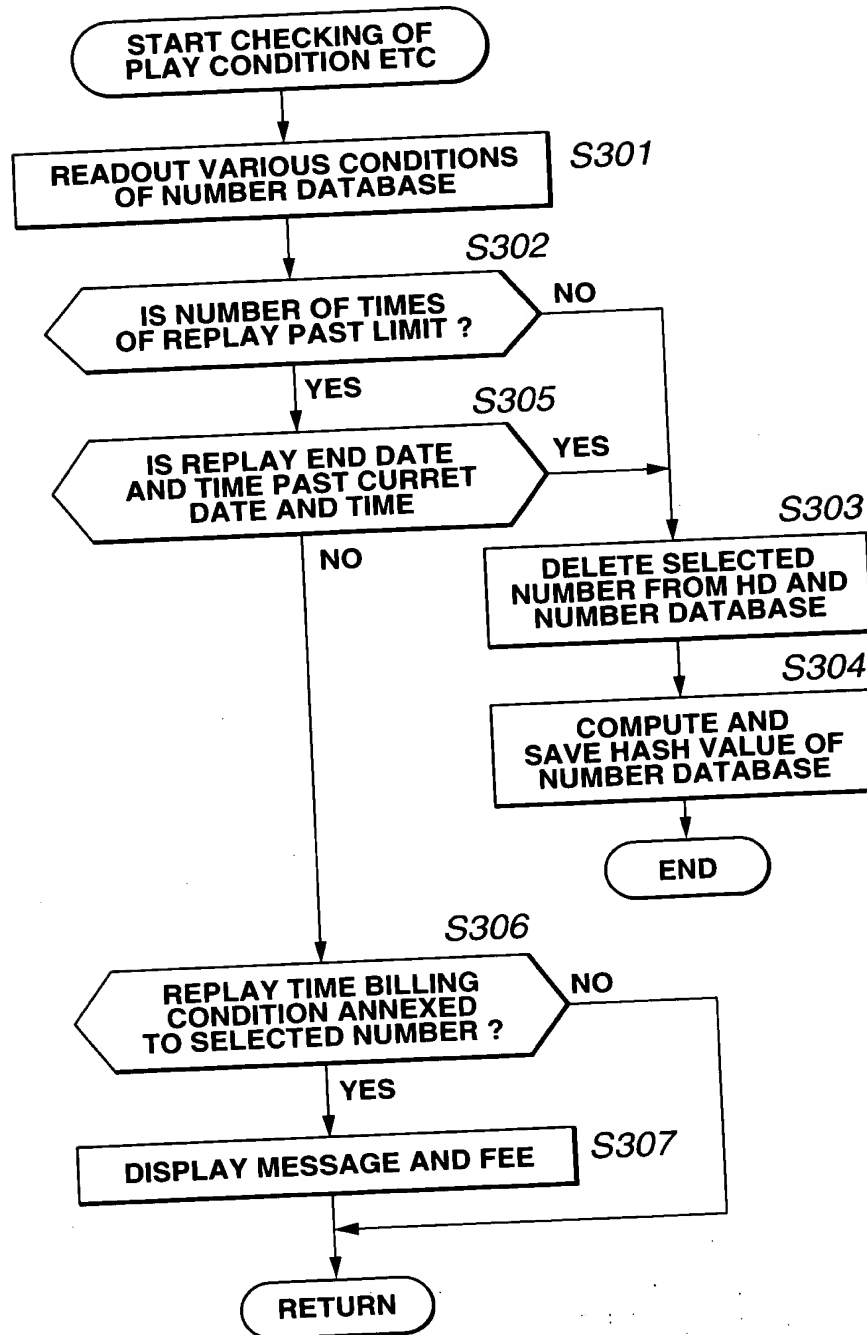 START CHECKING OF
PLAY CONDITION ETC
READOUT VARIOUS CONDITIONS
OF NUMBER DATABASE
S301
S302
IS NUMBER OF TIMES
OF REPLAY PAST LIMIT ?
NO
YES
S305
IS REPLAY END DATE
AND TIME PAST CURRET
DATE AND TIME
YES
NO
S303
DELETE SELECTED
NUMBER FROM HD AND
NUMBER DATABASE
S304
COMPUTE AND
SAVE HASH VALUE OF
NUMBER DATABASE
END
S306
REPLAY TIME BILLING
CONDITION ANNEXED
TO SELECTED NUMBER ?
NO
YES
DISPLAY MESSAGE AND FEE
S307
RETURN